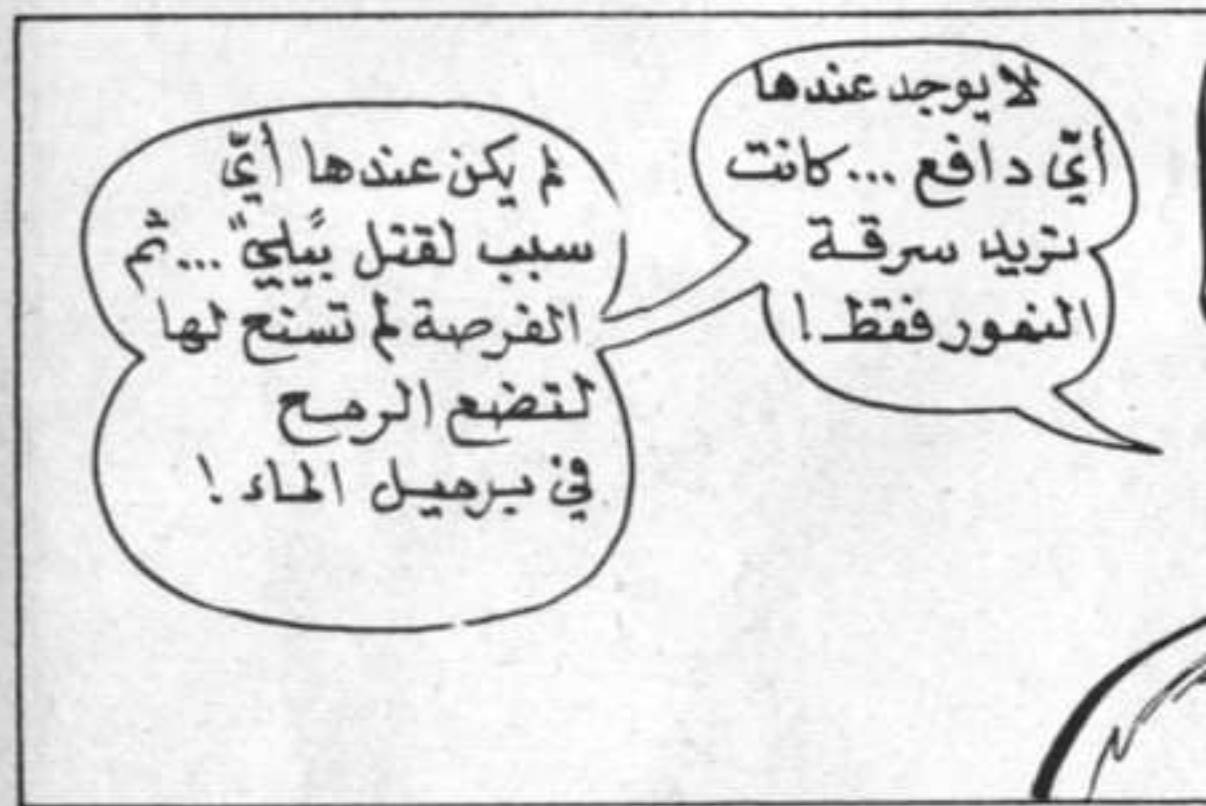 لا يوجد عندها
أيّ دافع ... كانت
تريد سرقة
النمور فقط!
لم يكن عندها أيّ
سبب لقتل "بيلي" ... ثم
الفرصة لم تسنح لها
لتضع الرمح
في برميل الماء!